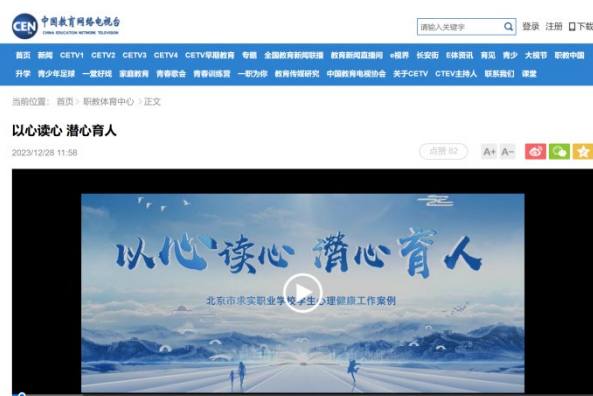 CEN 中国教育网络电视台
CHINA EDUCATION NETWORK TELEVISION
请输入关键字 登录 注册 下载
首页 新闻 CETV1 CETV2 CETV3 CETV4 CETV早期教育 专题 全国教育新闻联播 教育新闻直播间 e视界 长安街 E体资讯 育见 青少 大视节 职教中国
升学 青少年足球 一堂好戏 家庭教育 青春歌会 青春训练营 一职为你 教育传媒研究 中国教育电视协会 关于CETV CTEV主持人 联系我们 课堂
当前位置： 首页 > 职教体育中心 > 正文
以心读心 潜心育人
2023/12/28 11:58 点赞 82 A+ A-
以心读心 潜心育人
北京市求实职业学校学生心理健康工作案例